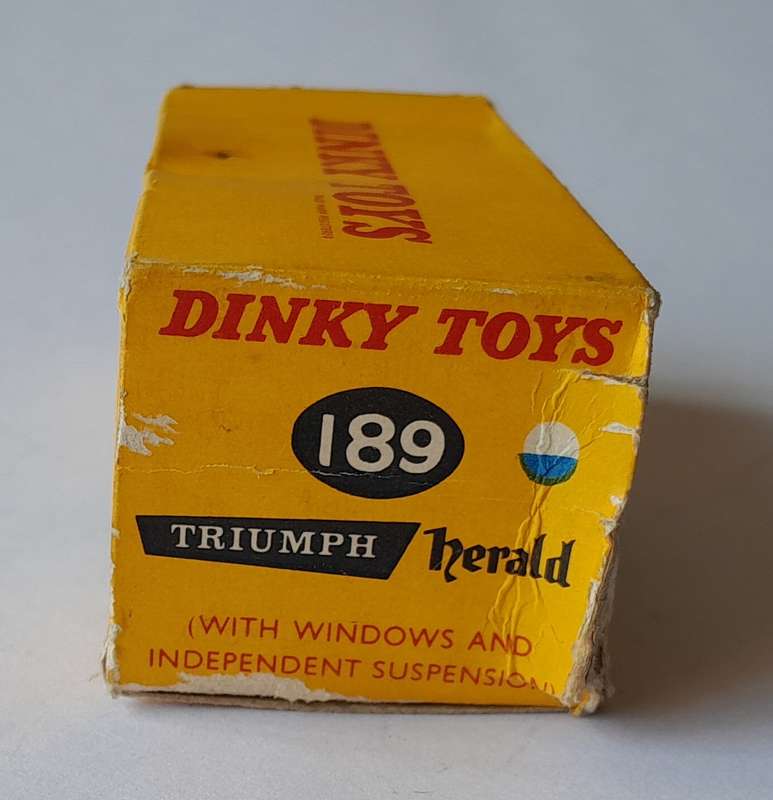 DINKY TOYS
DINKY TOYS
189
TRIUMPH herald
(WITH WINDOWS AND
INDEPENDENT SUSPENSION)